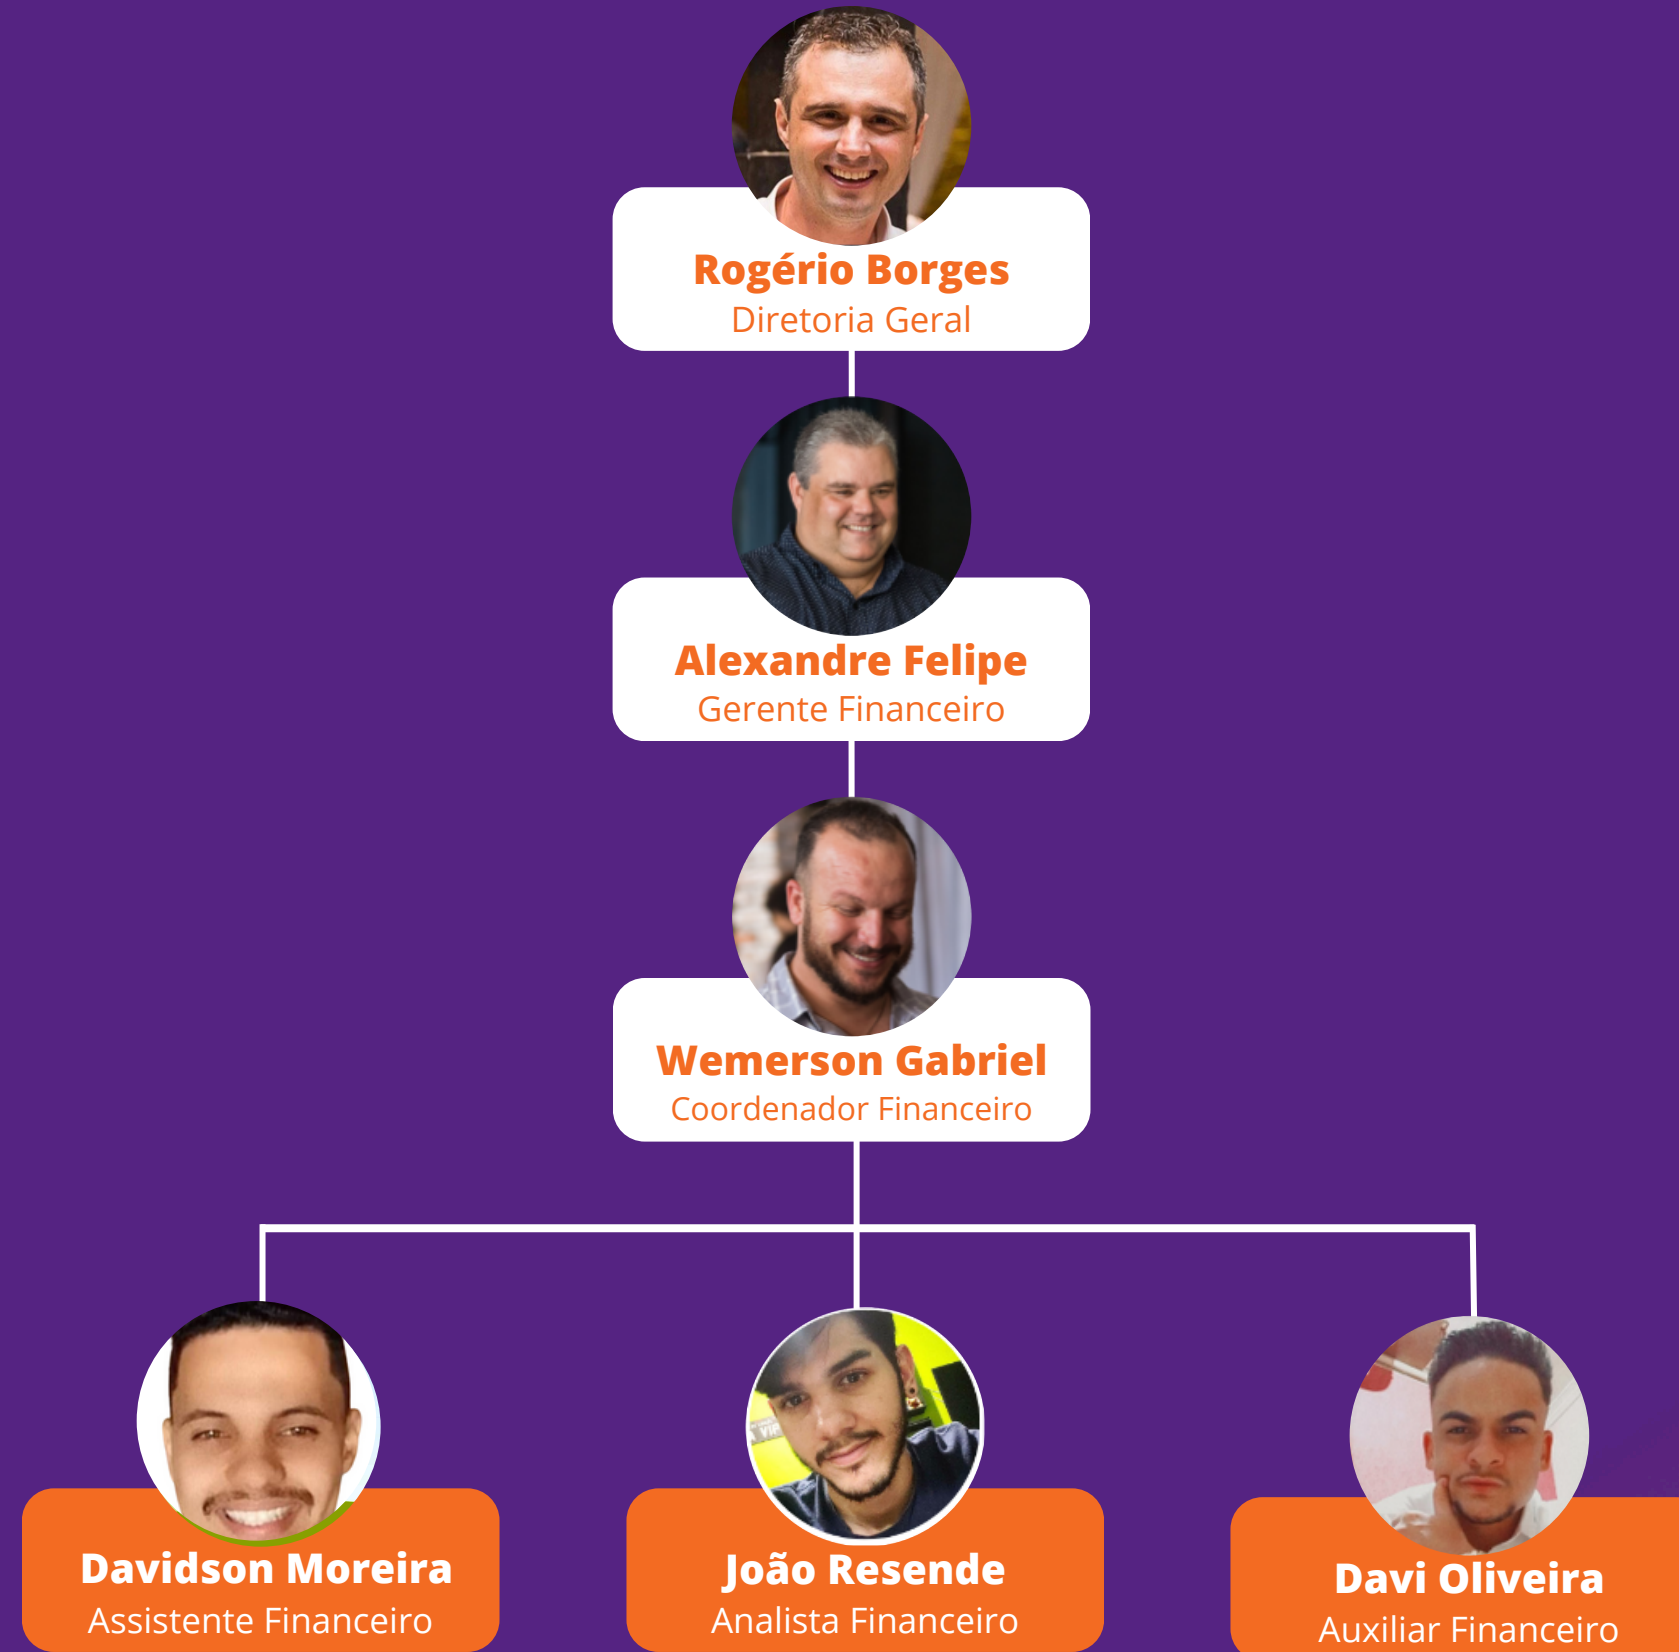 Rogério Borges
Diretoria Geral
Alexandre Felipe
Gerente Financeiro
Wemerson Gabriel
Coordenador Financeiro
Davidson Moreira
Assistente Financeiro
João Resende
Analista Financeiro
Davi Oliveira
Auxiliar Financeiro